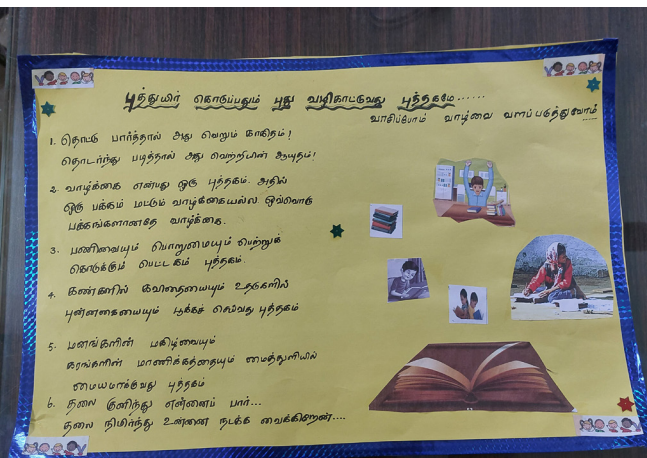 புத்துயிர் கொடுப்பதும் புது வழிகாட்டுவது புத்தகமே......
வாசிப்போம் வாழ்வை வளப்படுத்துவோம்
1. தொட்டு பார்த்தால் அது வெறும் காகிதம்!
தொடர்ந்து படித்தால் அது வெற்றியின் ஆயுதம்!
2. வாழ்க்கை என்பது ஒரு புத்தகம். அதில்
ஒரு பக்கம் மட்டும் வாழ்க்கையல்ல. ஒவ்வொரு
பக்கங்களானதே வாழ்க்கை.
3. பணிவையும் பொறுமையும் பெற்றுக்
கொடுக்கும் பெட்டகம் புத்தகம்.
4. கண்களில் கவிதையையும் உதடுகளில்
புன்னகையையும் பூக்கச் செய்வது புத்தகம்
5. மனங்களின் மகிழ்வையும்
கரங்களின் மாணிக்கத்தையும் மைத்துளியில்
மையமாக்குவது புத்தகம்
6. தலை குனிந்து என்னைப் பார்...
தலை நிமிர்ந்து உன்னை நடக்க வைக்கிறேன்....